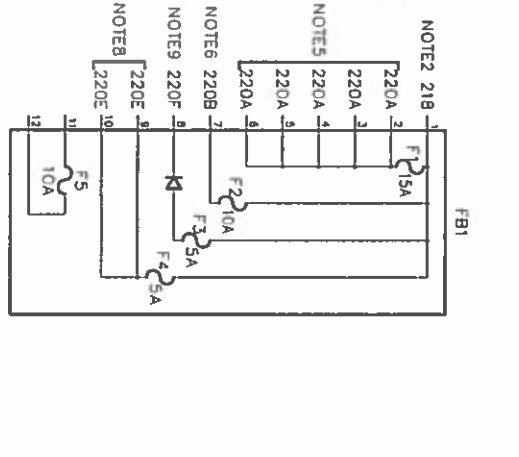 FB1
NOTE2 218
NOTE5
220A
220A
220A
220A
220A
NOTE6 220B
NOTE9 220F
NOTE8
220E
220E
1
2
3
4
5
6
7
8
9
10
11
12
F1
15A
F2
10A
F3
5A
F4
5A
F5
10A